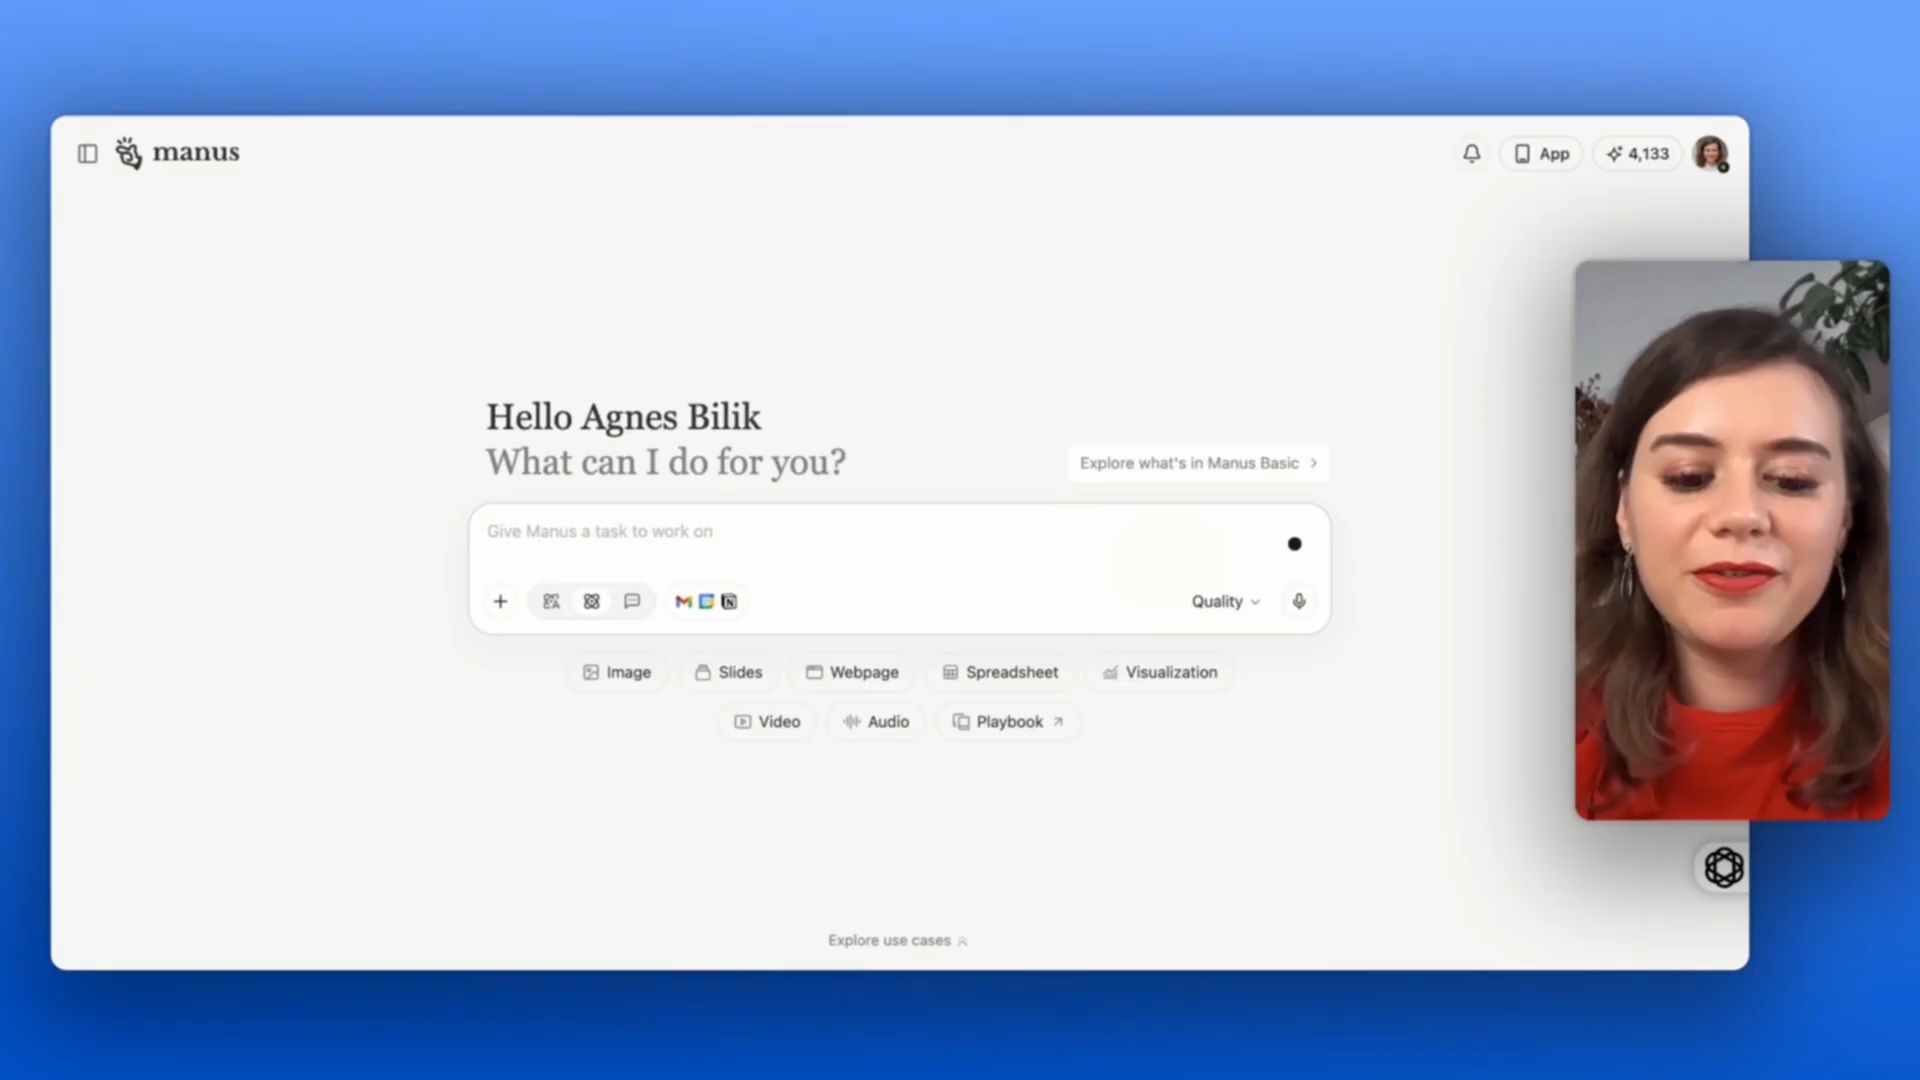 manus
App
4,133
Hello Agnes Bilik
What can I do for you?
Explore what's in Manus Basic
Give Manus a task to work on
Quality
Image
Slides
Webpage
Spreadsheet
Visualization
Video
Audio
Playbook
Explore use cases